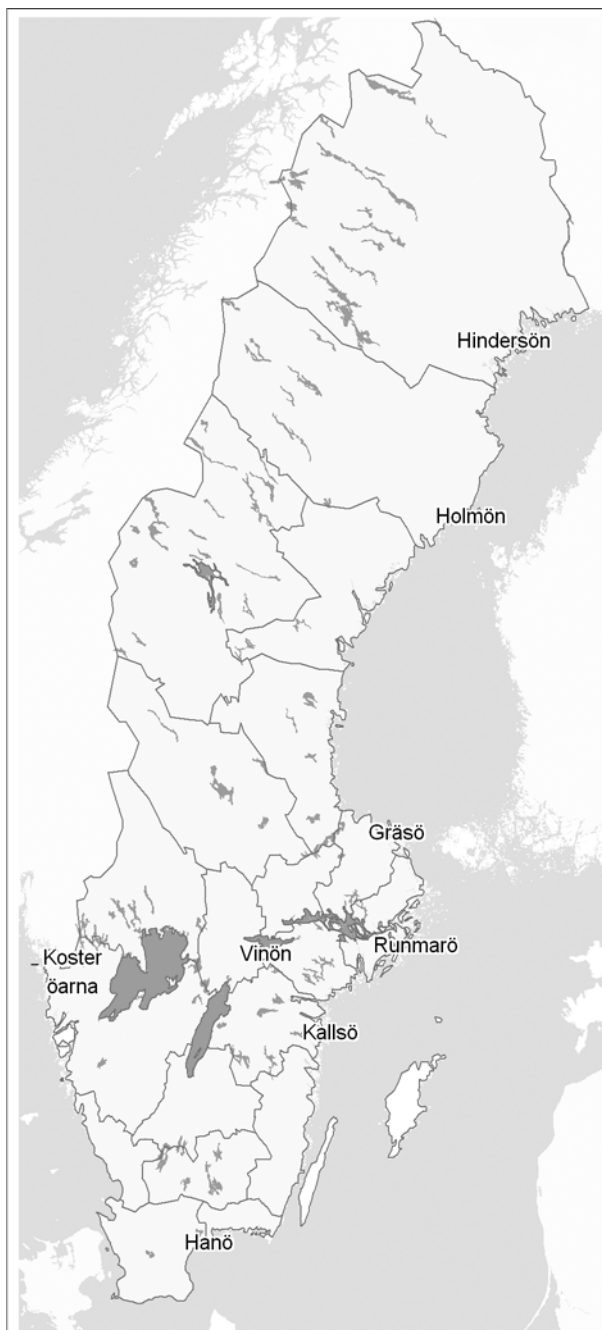 Hindersön
Holmön
Gräsö
Vinön
Runmarö
Koster
öarna
Kallsö
Hanö